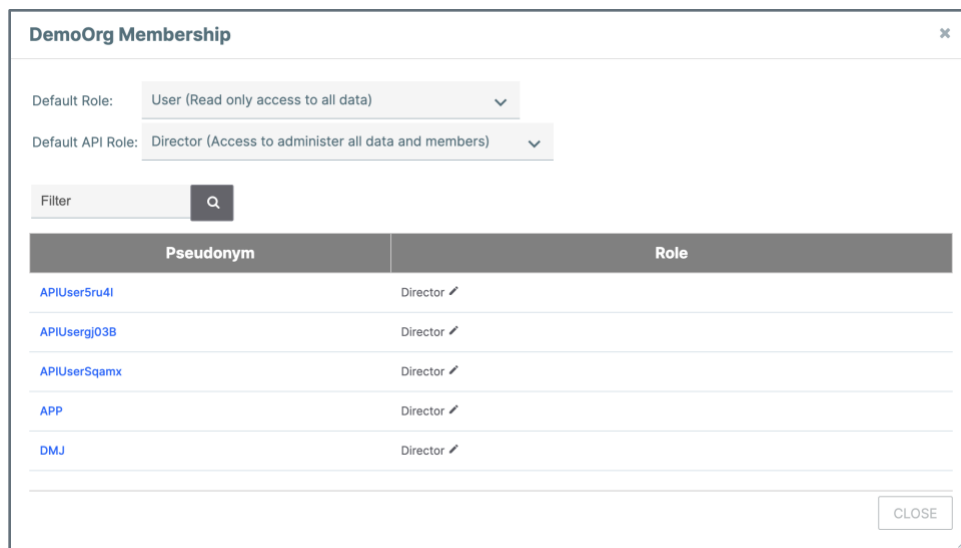 DemoOrg Membership
Default Role: User (Read only access to all data)
Default API Role: Director (Access to administer all data and members)
Filter
Pseudonym Role
APIUser5ru4l Director
APIUsergj03B Director
APIUserSqamx Director
APP Director
DMJ Director
CLOSE